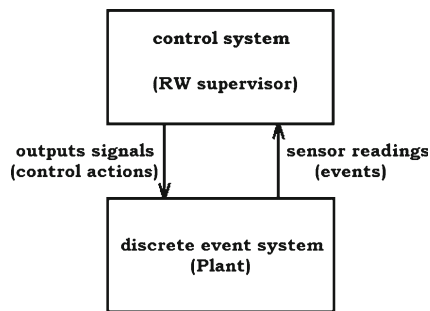 control system
(RW supervisor)
outputs signals
(control actions)
sensor readings
(events)
discrete event system
(Plant)